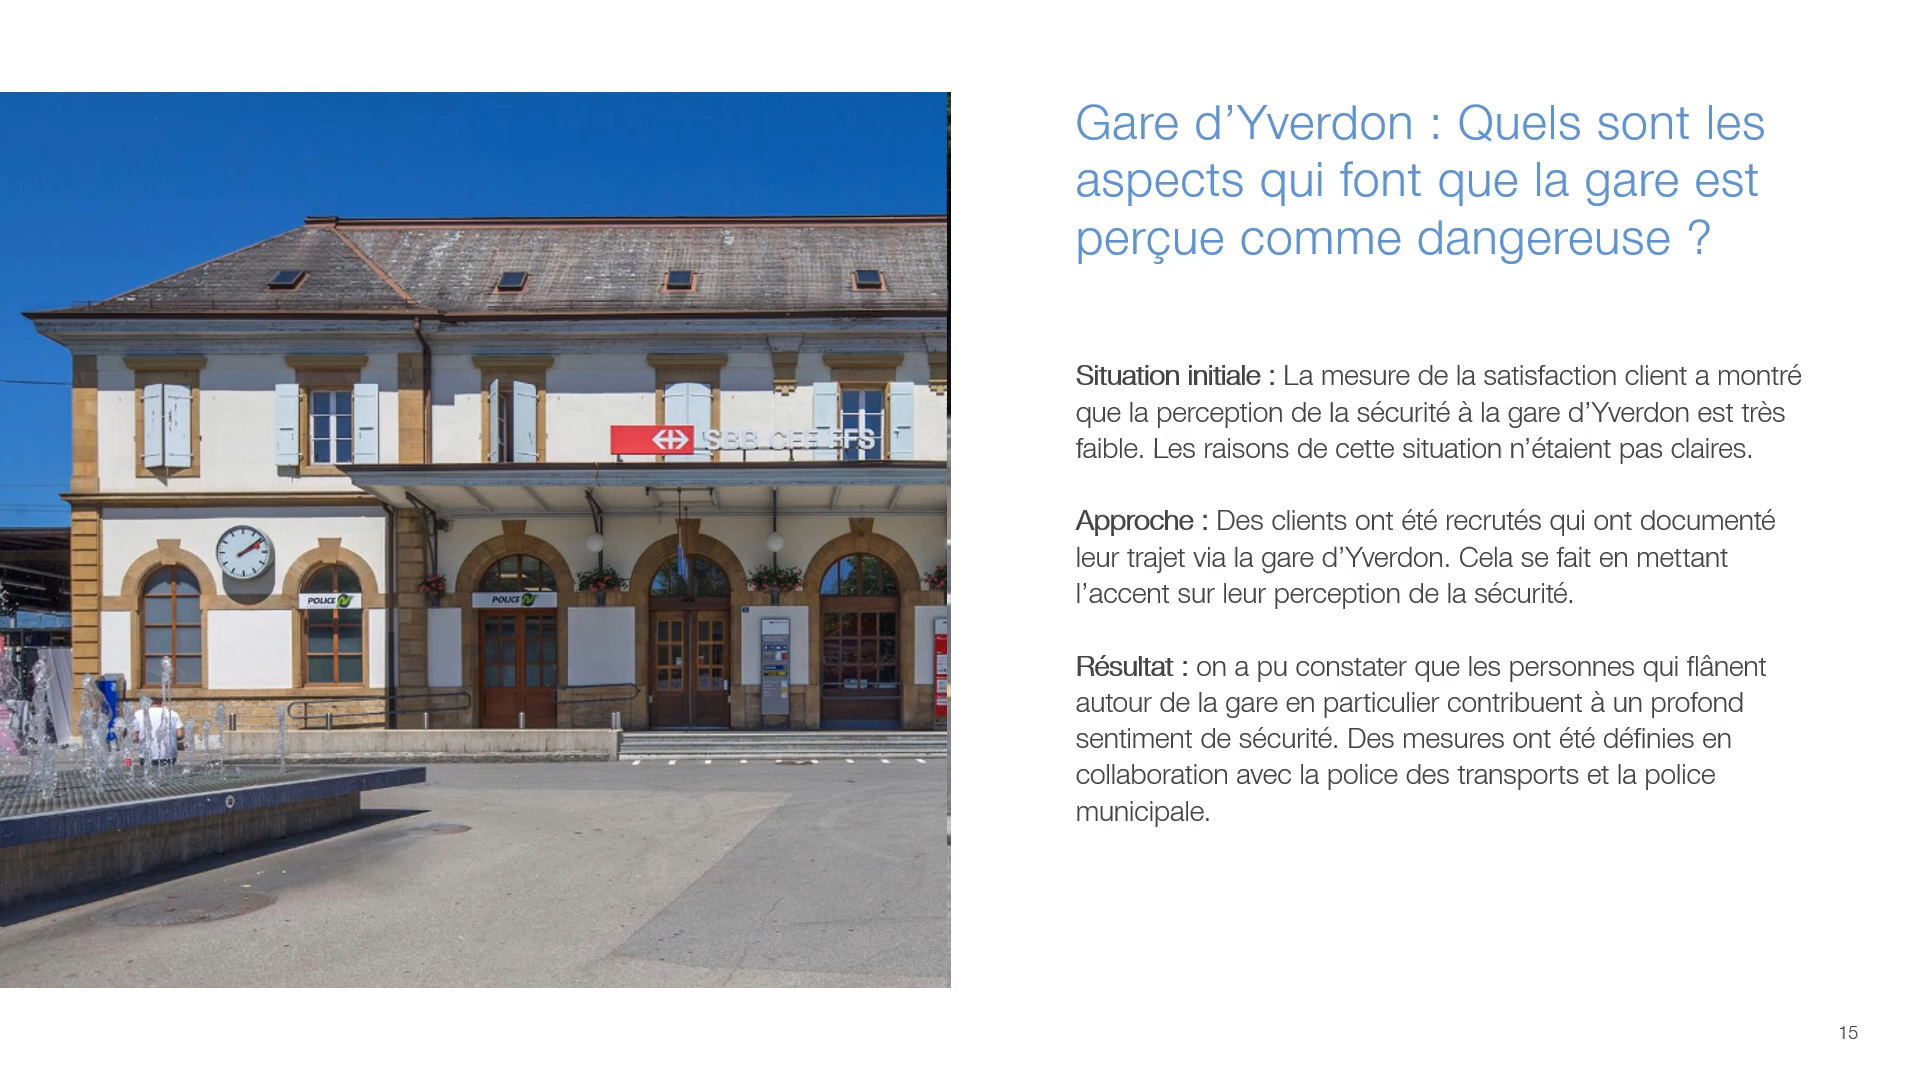 Gare d’Yverdon : Quels sont les
aspects qui font que la gare est
perçue comme dangereuse ?
Situation initiale : La mesure de la satisfaction client a montré
que la perception de la sécurité à la gare d’Yverdon est très
faible. Les raisons de cette situation n’étaient pas claires.
Approche : Des clients ont été recrutés qui ont documenté
leur trajet via la gare d’Yverdon. Cela se fait en mettant
l’accent sur leur perception de la sécurité.
Résultat : on a pu constater que les personnes qui flânent
autour de la gare en particulier contribuent à un profond
sentiment de sécurité. Des mesures ont été définies en
collaboration avec la police des transports et la police
municipale.
SBB CFF FFS
POLICE
POLICE
15